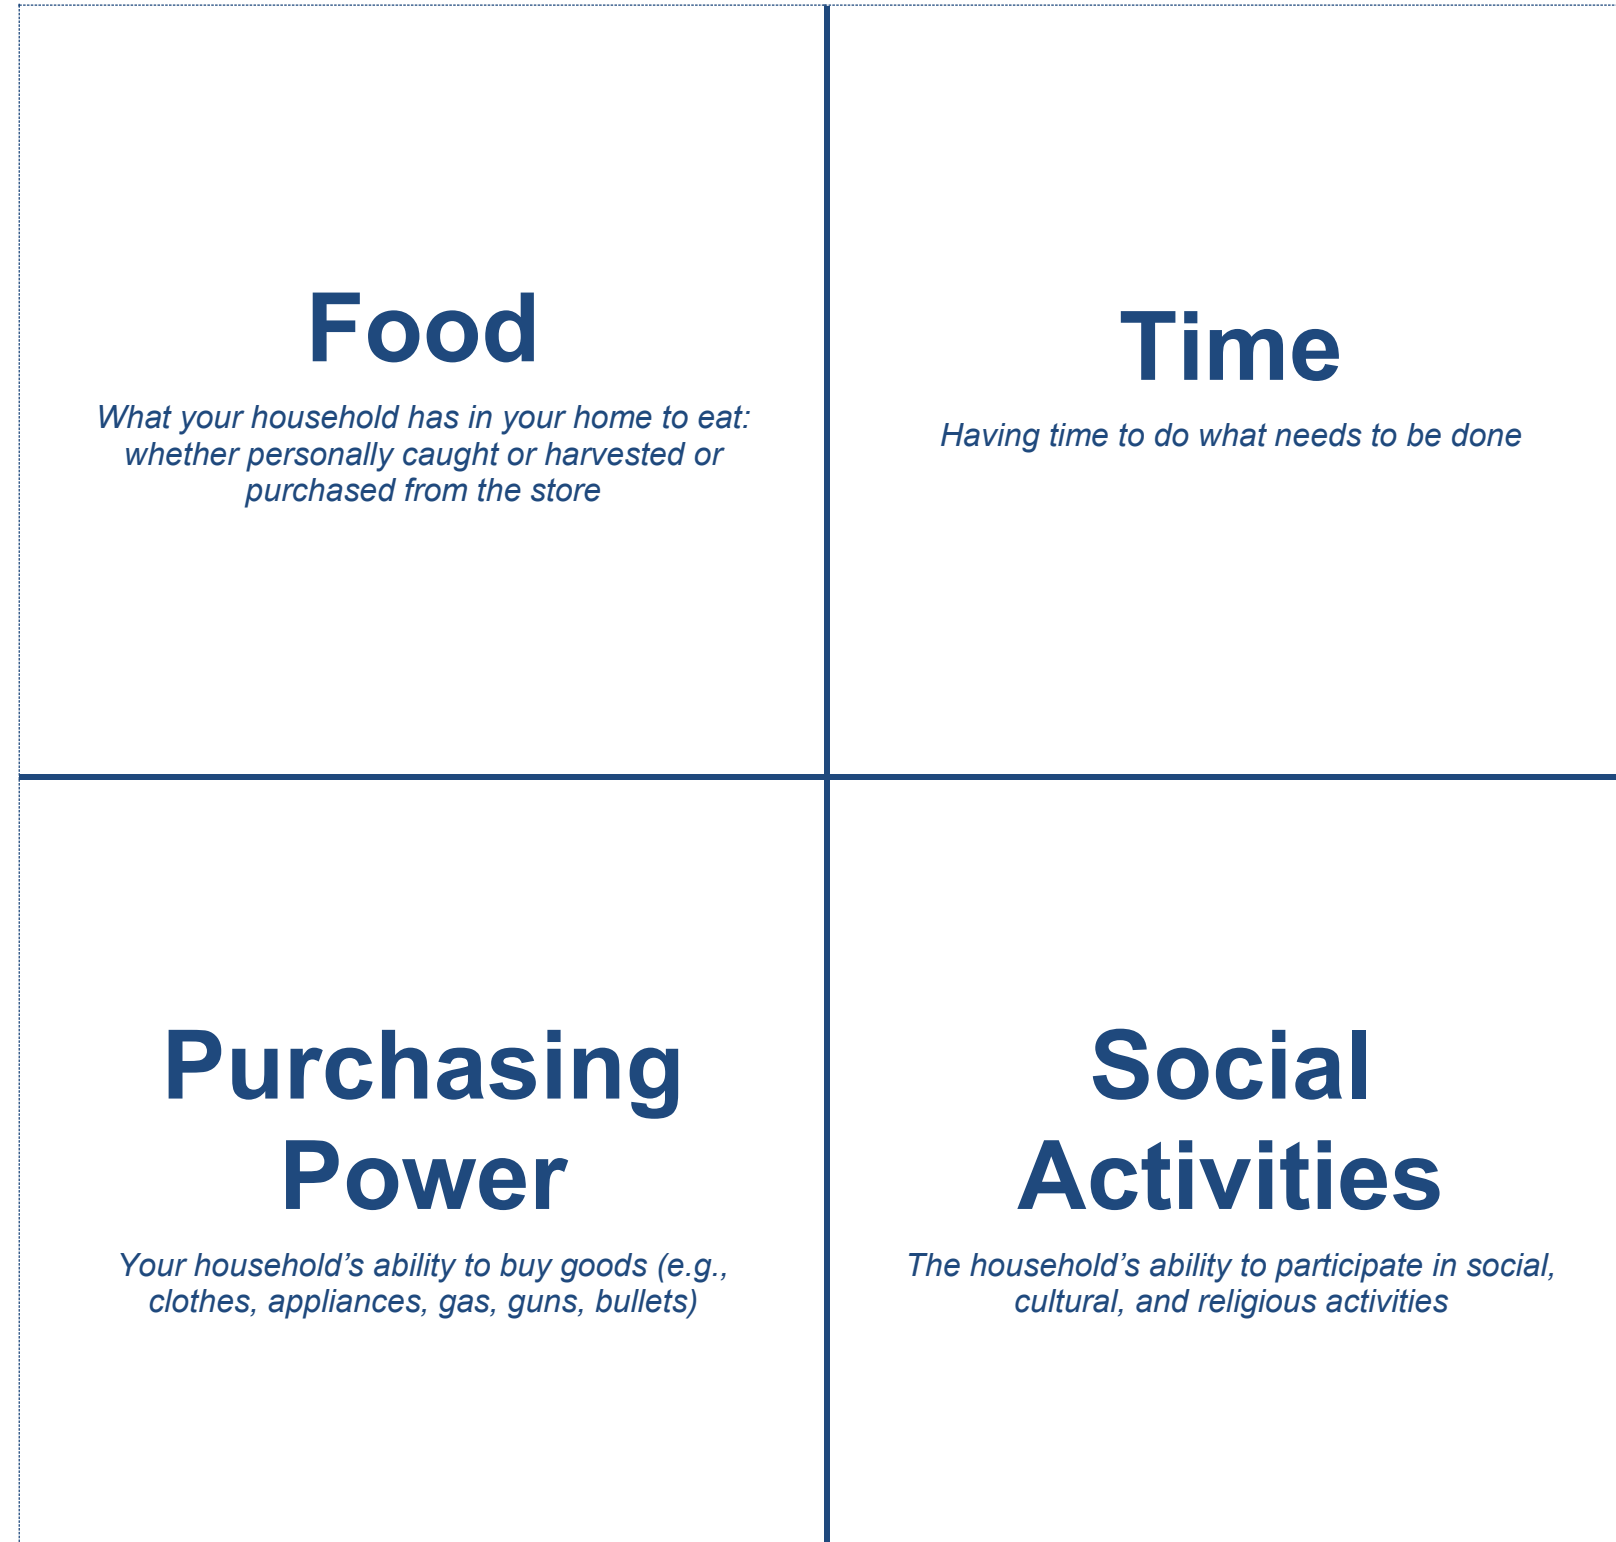 Food
What your household has in your home to eat:
whether personally caught or harvested or
purchased from the store
Time
Having time to do what needs to be done
Purchasing
Power
Your household’s ability to buy goods (e.g.,
clothes, appliances, gas, guns, bullets)
Social
Activities
The household’s ability to participate in social,
cultural, and religious activities